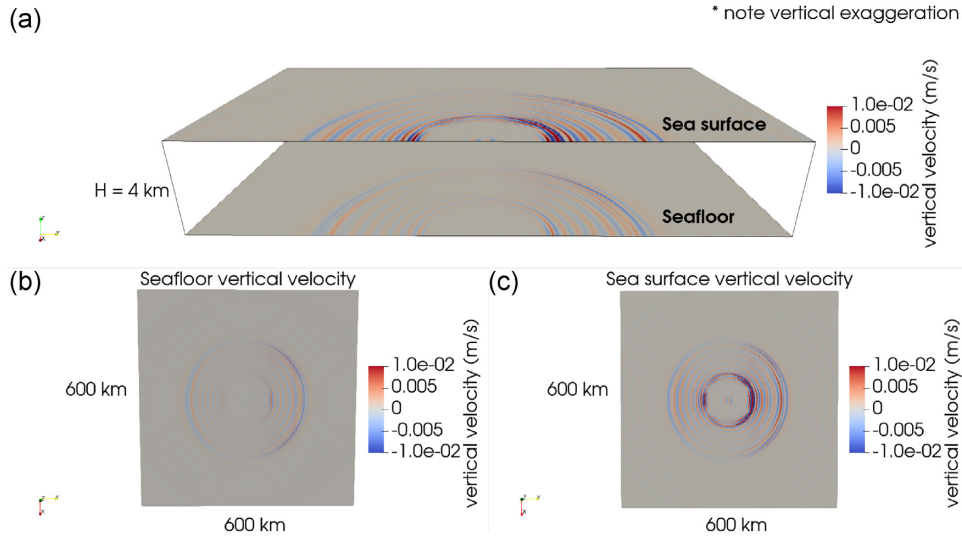 (a)
* note vertical exaggeration
Sea surface
H = 4 km
Seafloor
1.0e-02
0.005
0
-0.005
-1.0e-02
vertical velocity (m/s)
(b)
Seafloor vertical velocity
600 km
600 km
1.0e-02
0.005
0
-0.005
-1.0e-02
vertical velocity (m/s)
(c)
Sea surface vertical velocity
600 km
600 km
1.0e-02
0.005
0
-0.005
-1.0e-02
vertical velocity (m/s)